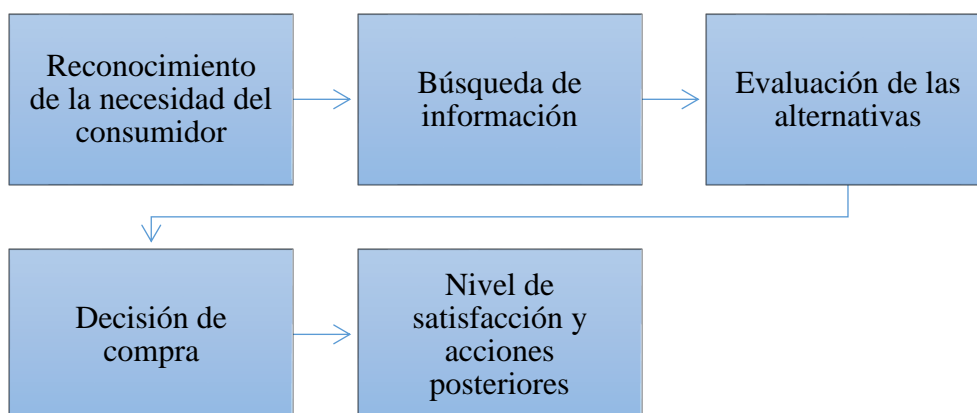 Reconocimiento
de la necesidad del
consumidor
Búsqueda de
información
Evaluación de las
alternativas
Decisión de
compra
Nivel de
satisfacción y
acciones
posteriores